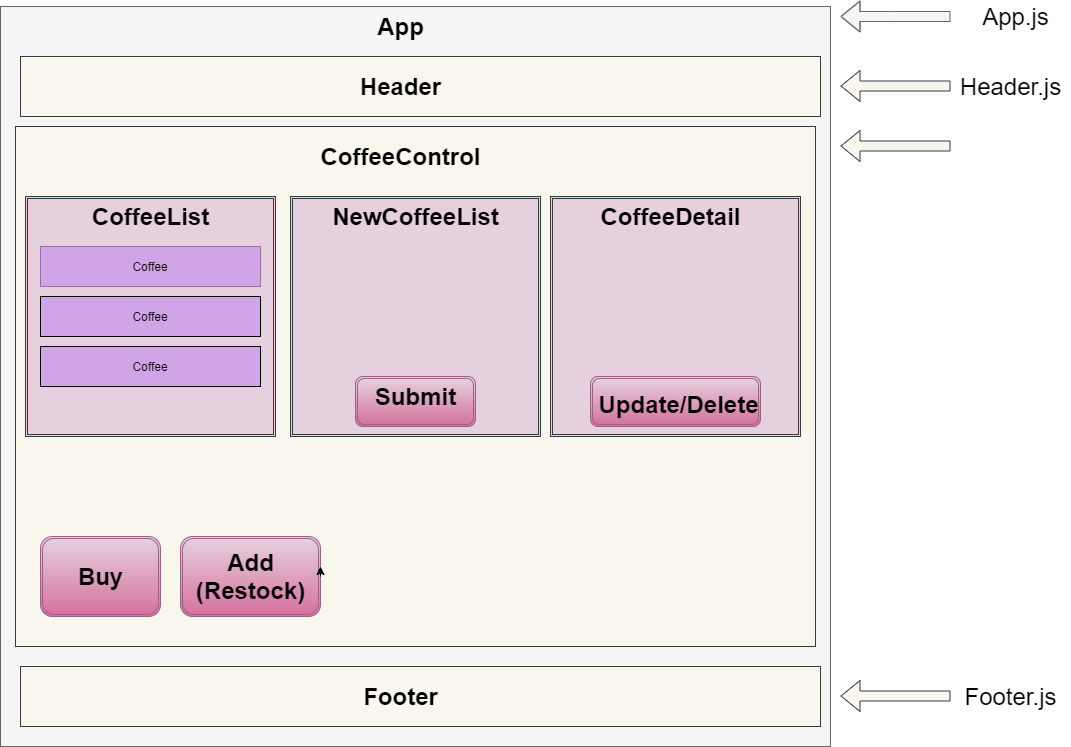 App
App.js
Header
Header.js
CoffeeControl
CoffeeList
Coffee
Coffee
Coffee
NewCoffeeList
Submit
CoffeeDetail
Update/Delete
Buy
Add
(Restock)
Footer
Footer.js